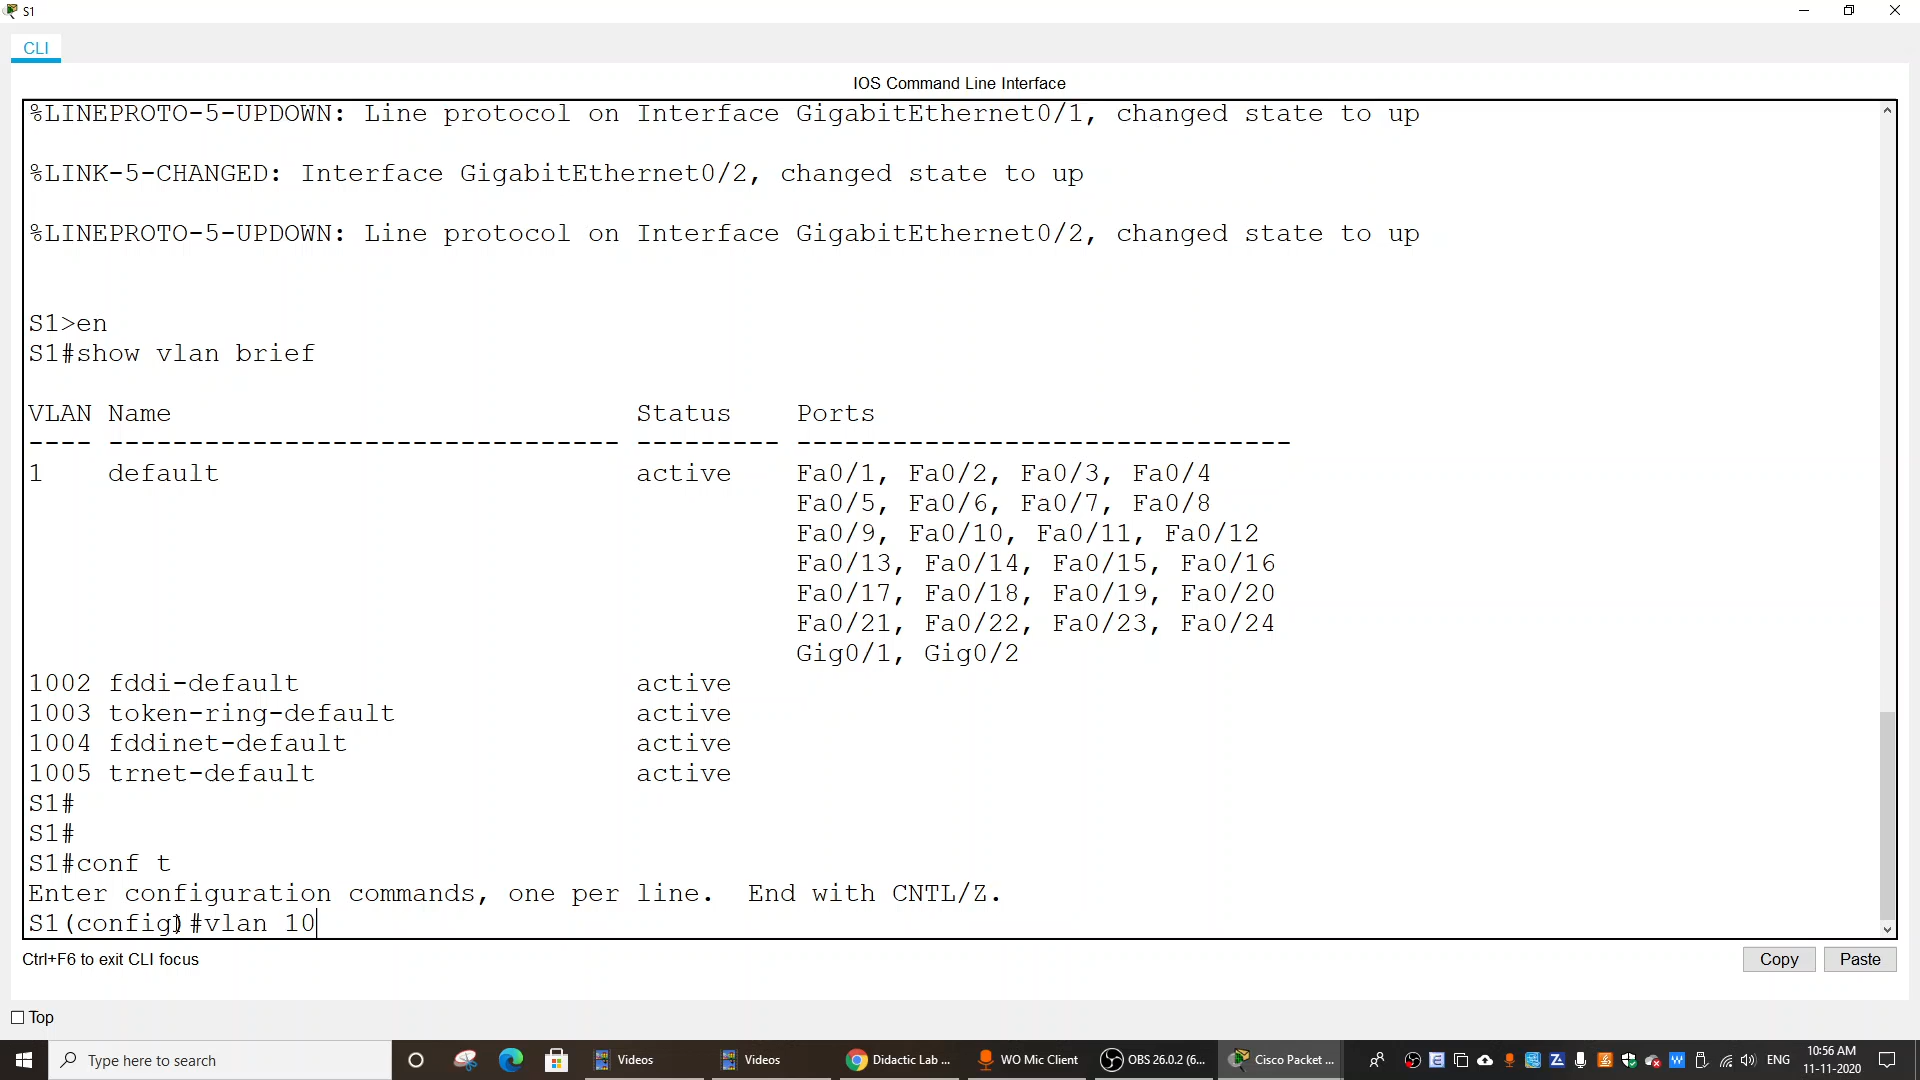 S1
CLI
IOS Command Line Interface
%LINEPROTO-5-UPDOWN: Line protocol on Interface GigabitEthernet0/1, changed state to up
%LINK-5-CHANGED: Interface GigabitEthernet0/2, changed state to up
%LINEPROTO-5-UPDOWN: Line protocol on Interface GigabitEthernet0/2, changed state to up
S1>en
S1#show vlan brief
VLAN Name                             Status    Ports
---- -------------------------------- --------- -------------------------------
1    default                          active    Fa0/1, Fa0/2, Fa0/3, Fa0/4
Fa0/5, Fa0/6, Fa0/7, Fa0/8
Fa0/9, Fa0/10, Fa0/11, Fa0/12
Fa0/13, Fa0/14, Fa0/15, Fa0/16
Fa0/17, Fa0/18, Fa0/19, Fa0/20
Fa0/21, Fa0/22, Fa0/23, Fa0/24
Gig0/1, Gig0/2
1002 fddi-default                     active
1003 token-ring-default               active
1004 fddinet-default                  active
1005 trnet-default                    active
S1#
S1#
S1#conf t
Enter configuration commands, one per line.  End with CNTL/Z.
S1(config)#vlan 10
Ctrl+F6 to exit CLI focus
Copy Paste
Top
Type here to search Videos Videos Didactic Lab ... WO Mic Client OBS 26.0.2 (6... Cisco Packet ... ENG 10:56 AM
11-11-2020